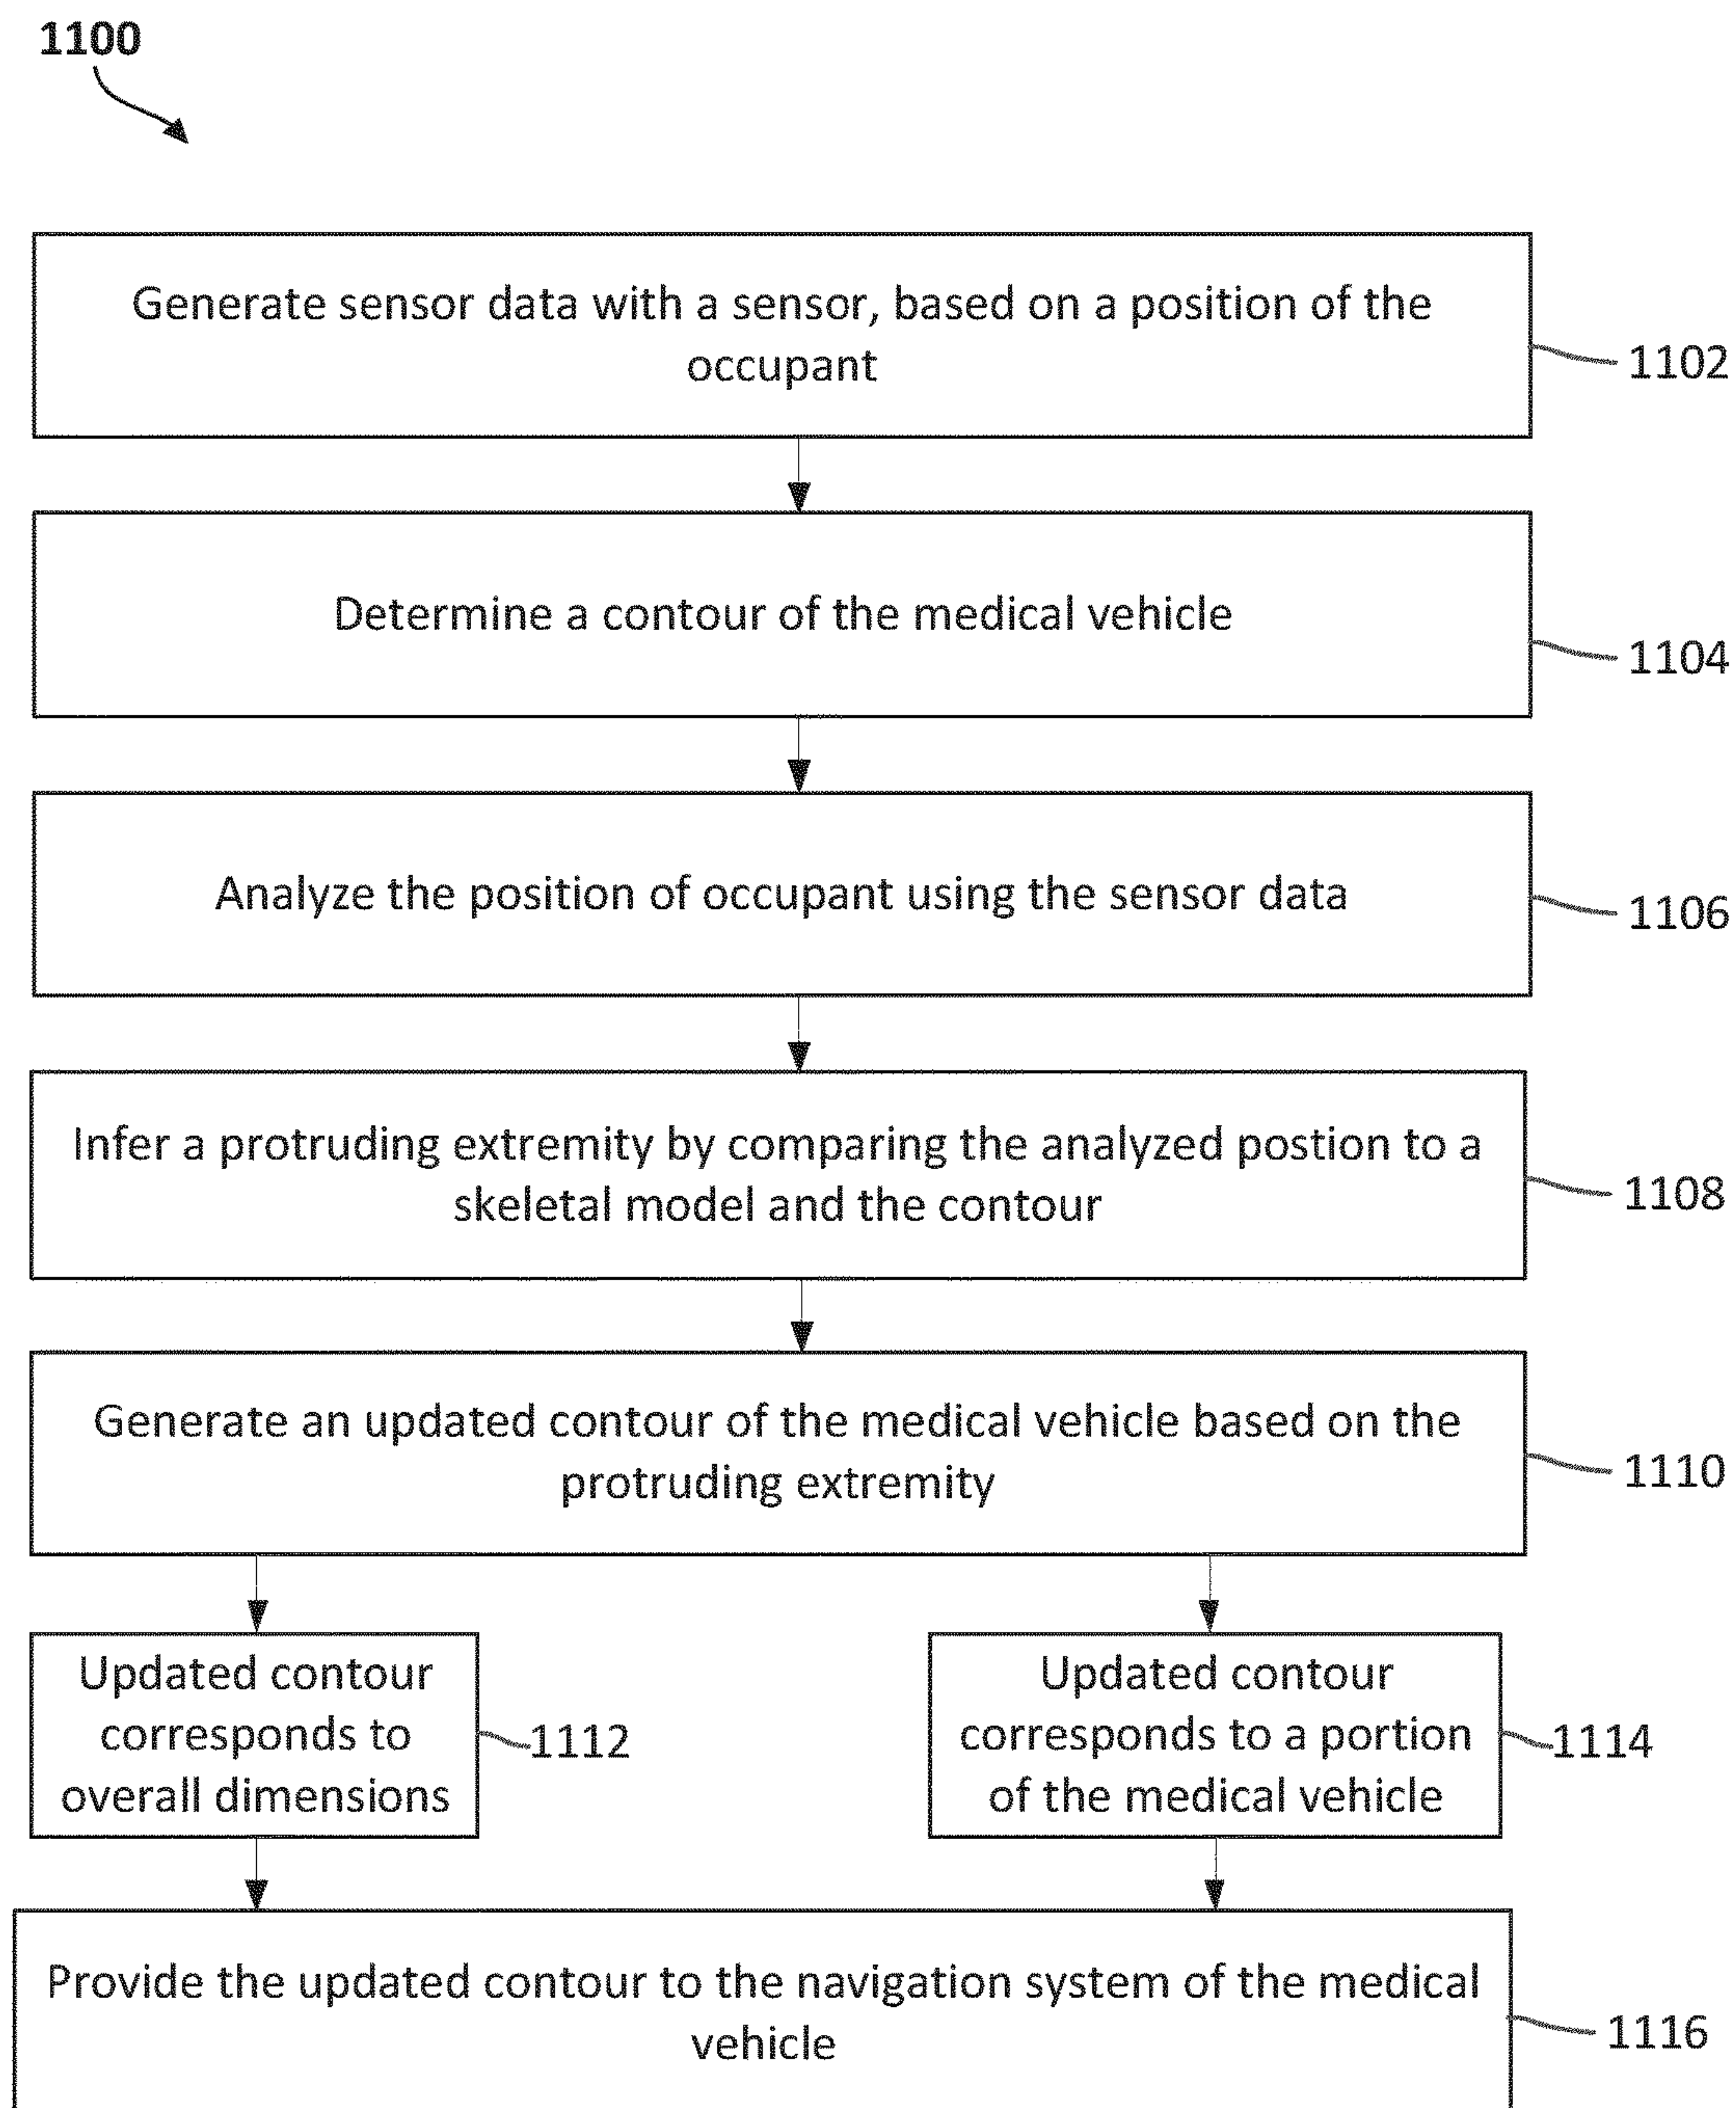 1100
Generate sensor data with a sensor, based on a position of the
occupant
1102
Determine a contour of the medical vehicle
1104
Analyze the position of occupant using the sensor data
1106
Infer a protruding extremity by comparing the analyzed postion to a
skeletal model and the contour
1108
Generate an updated contour of the medical vehicle based on the
protruding extremity
1110
Updated contour
corresponds to
overall dimensions
1112
Updated contour
corresponds to a portion
of the medical vehicle
1114
Provide the updated contour to the navigation system of the medical
vehicle
1116